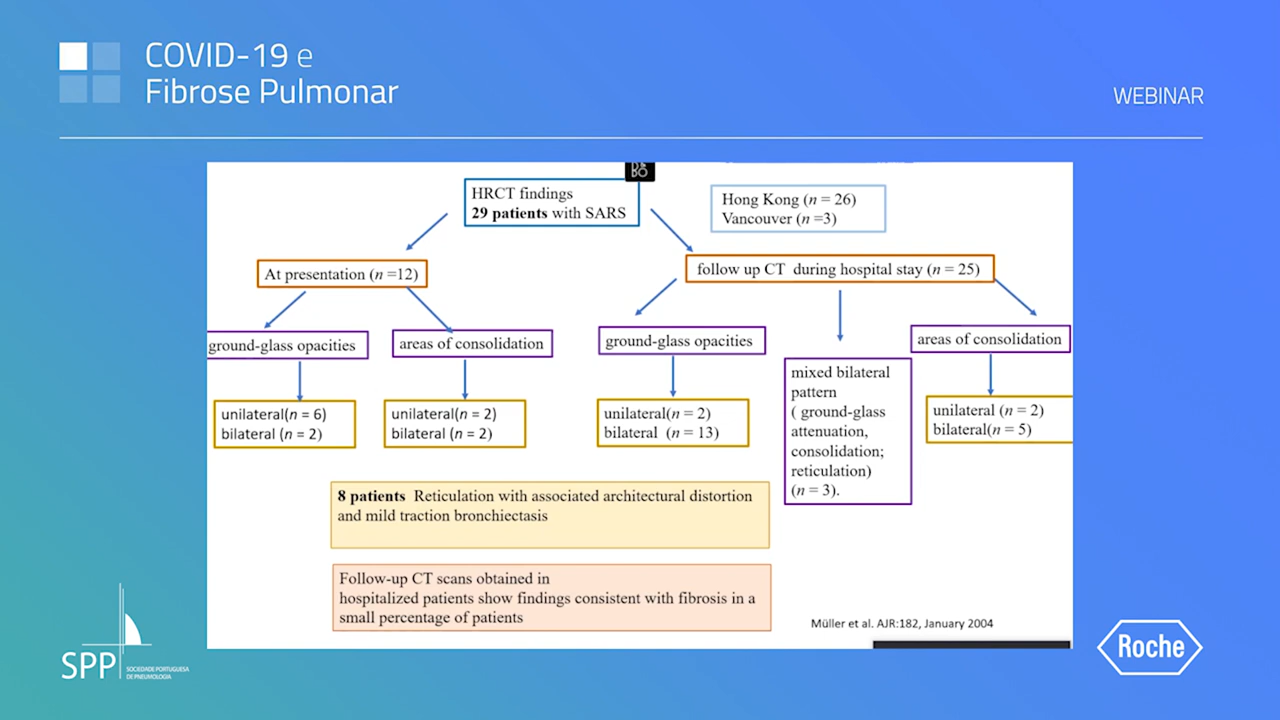 COVID-19 e
Fibrose Pulmonar
WEBINAR
HRCT findings
29 patients with SARS
Hong Kong (n = 26)
Vancouver (n =3)
At presentation (n =12)
follow up CT during hospital stay (n = 25)
ground-glass opacities
areas of consolidation
ground-glass opacities
areas of consolidation
unilateral(n = 6)
bilateral (n = 2)
unilateral(n = 2)
bilateral (n = 2)
unilateral(n = 2)
bilateral (n = 13)
mixed bilateral
pattern
( ground-glass
attenuation,
consolidation;
reticulation)
(n = 3).
unilateral (n = 2)
bilateral(n = 5)
8 patients Reticulation with associated architectural distortion
and mild traction bronchiectasis
Follow-up CT scans obtained in
hospitalized patients show findings consistent with fibrosis in a
small percentage of patients
Müller et al. AJR:182, January 2004
SPP
SOCIEDADE PORTUGUESA
DE PNEUMOLOGIA
Roche